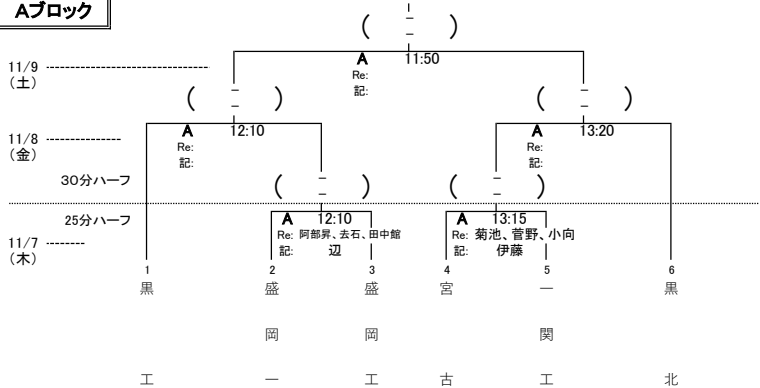 Aブロック
( - - )
A 11:50
11/9
(土)
Re:
記:
( - - )
( - - )
A 12:10
A 13:20
11/8
(金)
Re:
記:
Re:
記:
30分ハーフ
( - - )
( - - )
25分ハーフ
A 12:10
A 13:15
11/7
(木)
Re: 阿部昇、去石、田中館
記: 辺
Re: 菊池、菅野、小向
記: 伊藤
1 2 3 4 5 6
黒工
盛岡一
盛岡工
宮古
一関工
黒北